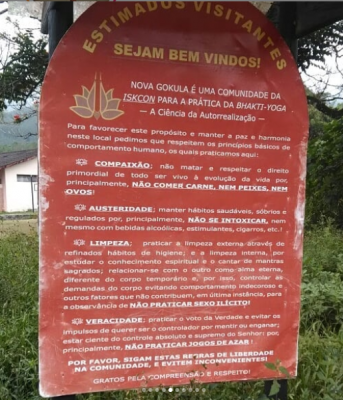 ESTIMADOS VISITANTES
SEJAM BEM VINDOS!
NOVA GOKULA É UMA COMUNIDADE DA
ISKCON PARA A PRÁTICA DA BHAKTI-YOGA
— A Ciência da Autorrealização —
Para favorecer este propósito e manter a paz e harmonia
neste local pedimos que respeitem os princípios básicos de
comportamento humano, os quais praticamos aqui:
COMPAIXÃO: não matar e respeitar o direito
primordial de todo ser vivo à evolução da vida por,
principalmente, NÃO COMER CARNE, NEM PEIXES, NEM
OVOS!
AUSTERIDADE: manter hábitos saudáveis, sóbrios e
regulados por, principalmente, NÃO SE INTOXICAR, nem
mesmo com bebidas alcoólicas, estimulantes, cigarros, etc.!
LIMPEZA: praticar a limpeza externa através de
refinados hábitos de higiene; e a limpeza interna, por
estudar o conhecimento espiritual e o cantar de mantras
sagrados; relacionar-se com o outro como alma eterna,
diferente do corpo temporário e, por isso, controlar as
demandas do corpo evitando comportamento indecoroso e
outros fatores que não contribuem, em última instância, para
a observância de NÃO PRATICAR SEXO ILÍCITO!
VERACIDADE: praticar o voto da Verdade e evitar os
impulsos de querer ser o controlador por mentir ou enganar;
estar ciente do controle absoluto e supremo do Senhor; por,
principalmente, NÃO PRATICAR JOGOS DE AZAR!
POR FAVOR, SIGAM ESTAS REGRAS DE LIBERDADE
NA COMUNIDADE, E EVITEM INCONVENIENTES!
GRATOS PELA COMPREENSÃO E RESPEITO!